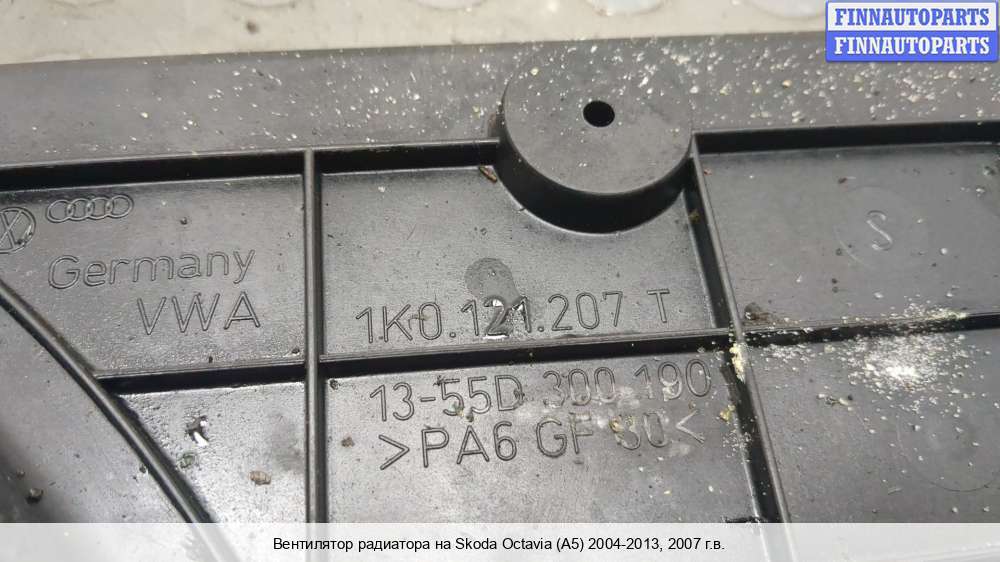 FINNAUTOPARTS
FINNAUTOPARTS
Germany
VWA
1K0.121.207 T
S
13-55D 300 190
>PA6 GF 30<
Вентилятор радиатора на Skoda Octavia (A5) 2004-2013, 2007 г.в.